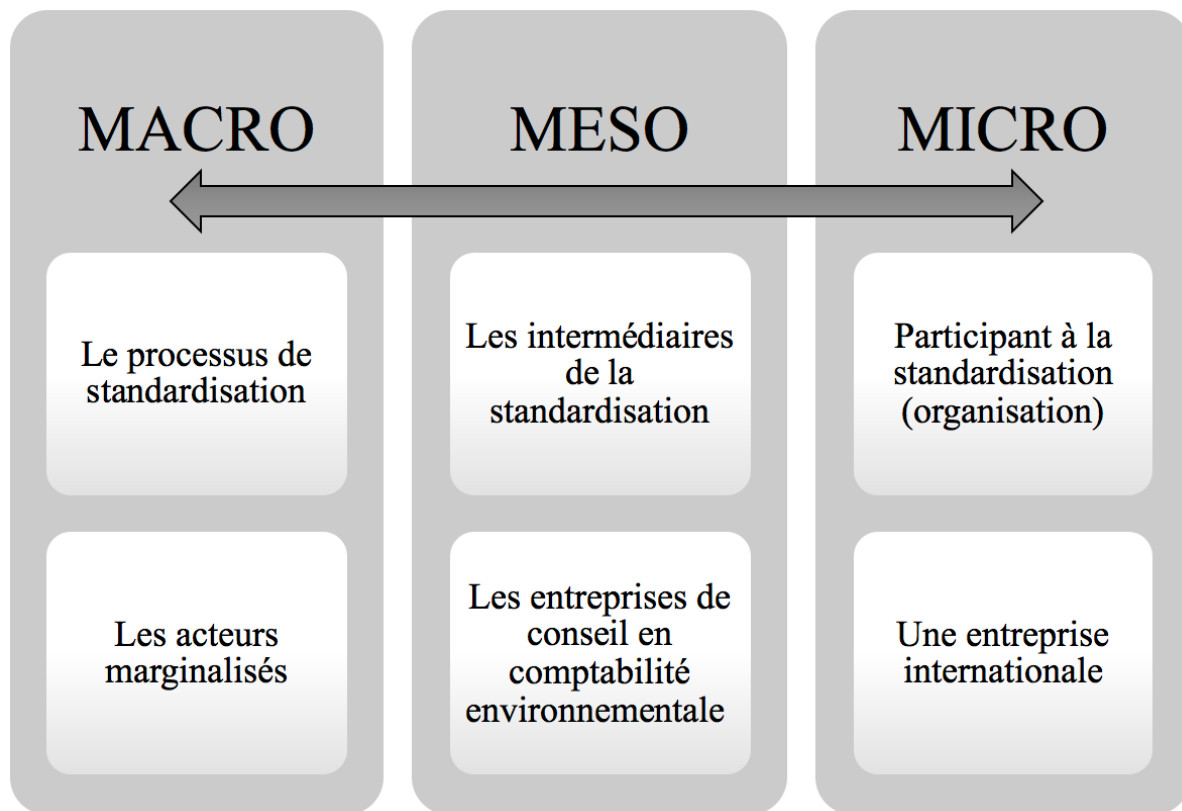 MACRO
MESO
MICRO
Le processus de
standardisation
Les intermédiaires
de la
standardisation
Participant à la
standardisation
(organisation)
Les acteurs
marginalisés
Les entreprises de
conseil en
comptabilité
environnementale
Une entreprise
internationale